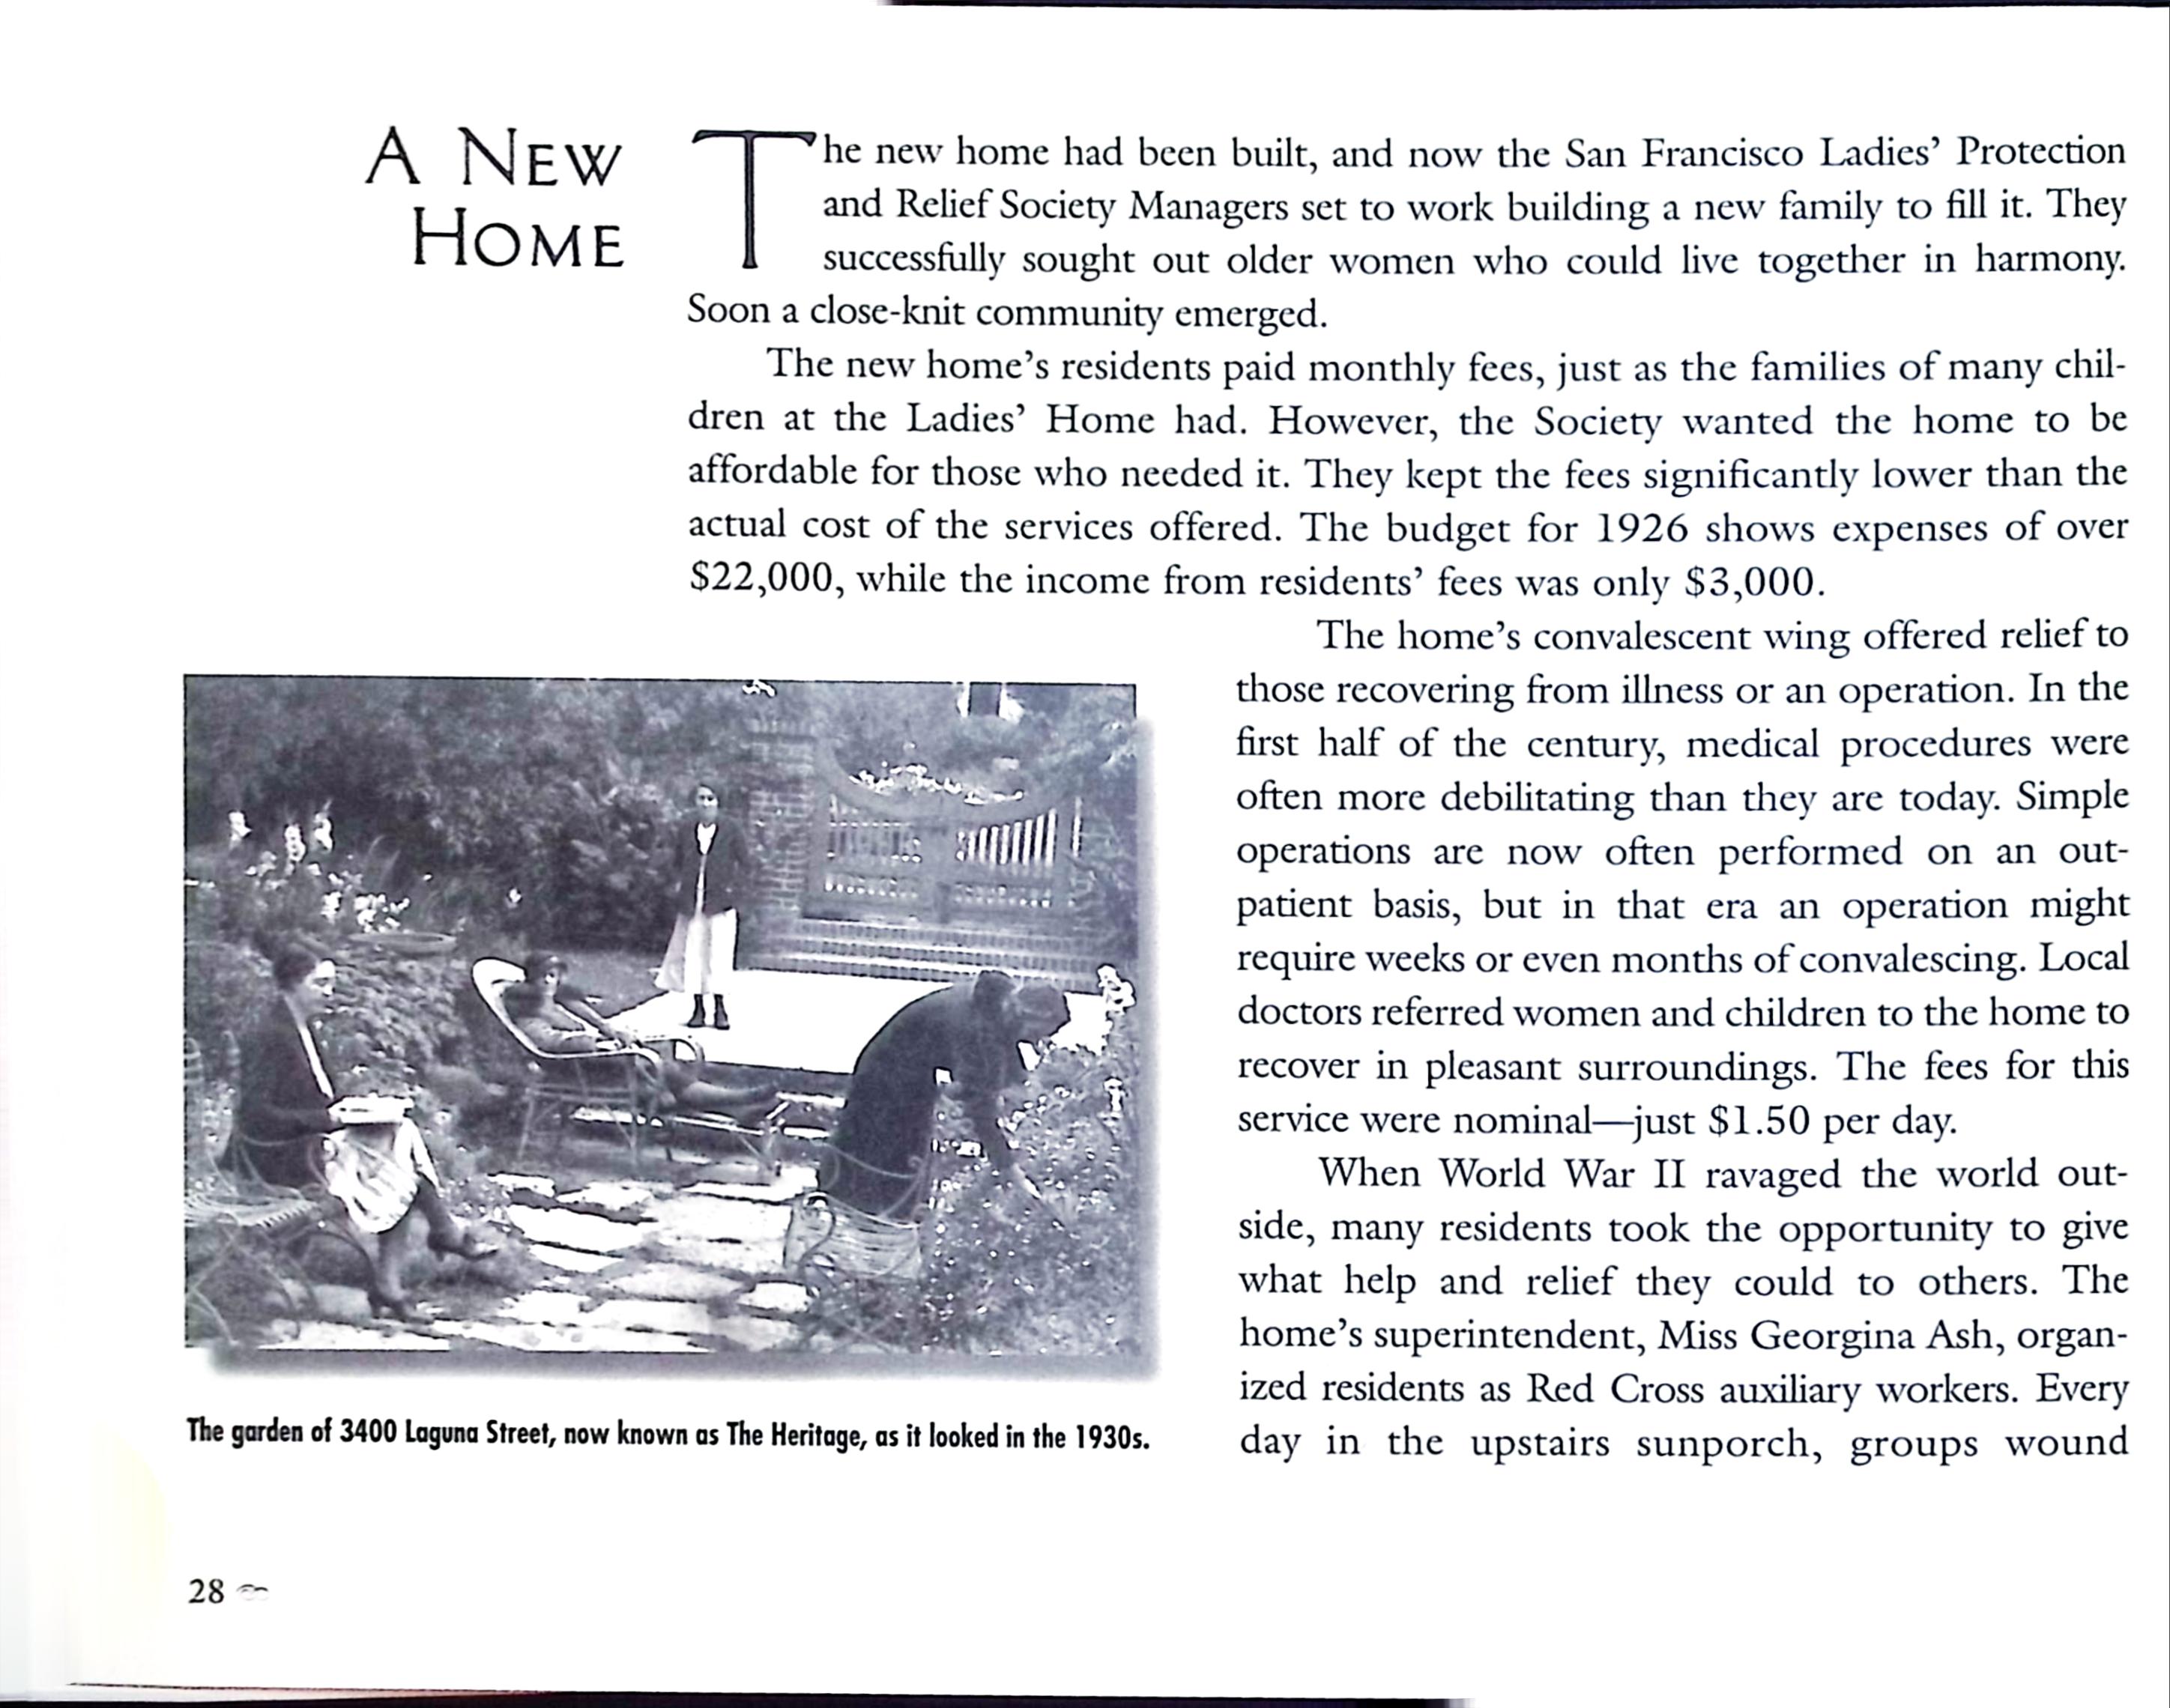 A NEW
HOME
The new home had been built, and now the San Francisco Ladies’ Protection
and Relief Society Managers set to work building a new family to fill it. They
successfully sought out older women who could live together in harmony.
Soon a close-knit community emerged.
The new home’s residents paid monthly fees, just as the families of many chil-
dren at the Ladies’ Home had. However, the Society wanted the home to be
affordable for those who needed it. They kept the fees significantly lower than the
actual cost of the services offered. The budget for 1926 shows expenses of over
$22,000, while the income from residents’ fees was only $3,000.
The home’s convalescent wing offered relief to
those recovering from illness or an operation. In the
first half of the century, medical procedures were
often more debilitating than they are today. Simple
operations are now often performed on an out-
patient basis, but in that era an operation might
require weeks or even months of convalescing. Local
doctors referred women and children to the home to
recover in pleasant surroundings. The fees for this
service were nominal—just $1.50 per day.
When World War II ravaged the world out-
side, many residents took the opportunity to give
what help and relief they could to others. The
home’s superintendent, Miss Georgina Ash, organ-
ized residents as Red Cross auxiliary workers. Every
day in the upstairs sunporch, groups wound
The garden of 3400 Laguna Street, now known as The Heritage, as it looked in the 1930s.
28